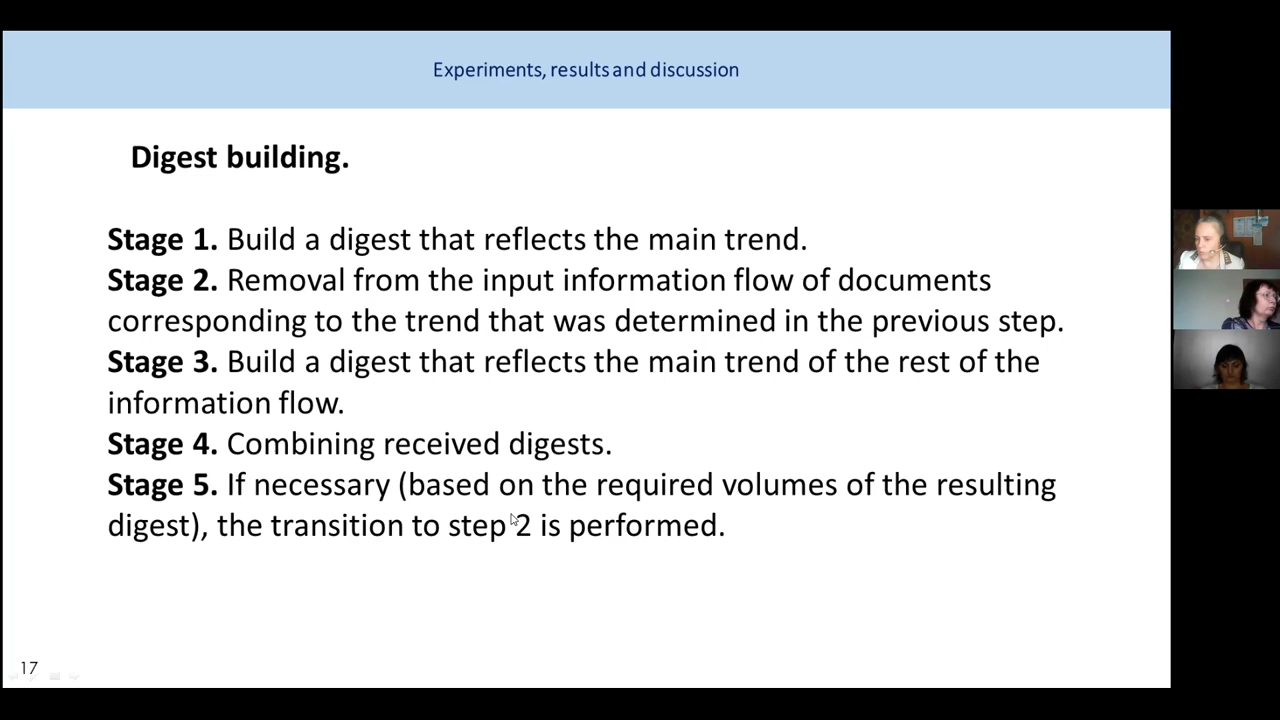 Experiments, results and discussion
Digest building.
Stage 1. Build a digest that reflects the main trend.
Stage 2. Removal from the input information flow of documents
corresponding to the trend that was determined in the previous step.
Stage 3. Build a digest that reflects the main trend of the rest of the
information flow.
Stage 4. Combining received digests.
Stage 5. If necessary (based on the required volumes of the resulting
digest), the transition to step 2 is performed.
17